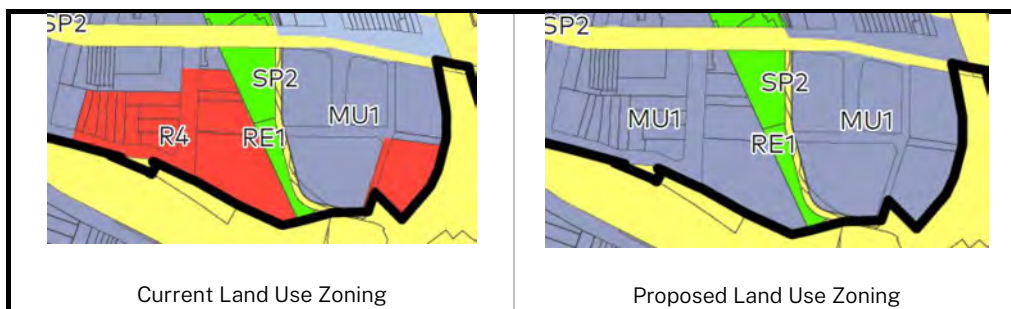 SP2
SP2
MU1
R4
RE1
Current Land Use Zoning
SP2
SP2
MU1
MU1
RE1
Proposed Land Use Zoning